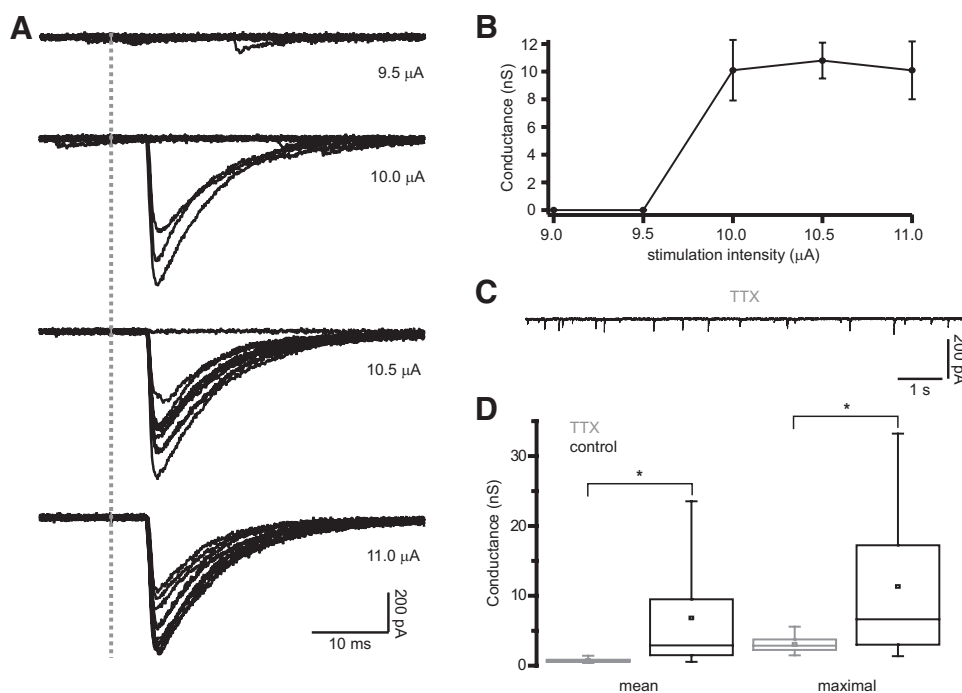 A
9.5 µA
10.0 µA
10.5 µA
11.0 µA
200 pA
10 ms
B
Conductance (nS)
12
10
8
6
4
2
0
9.0 9.5 10.0 10.5 11.0
stimulation intensity (µA)
C
TTX
200 pA
1 s
D
TTX
control
* *
Conductance (nS)
30
20
10
0
mean maximal